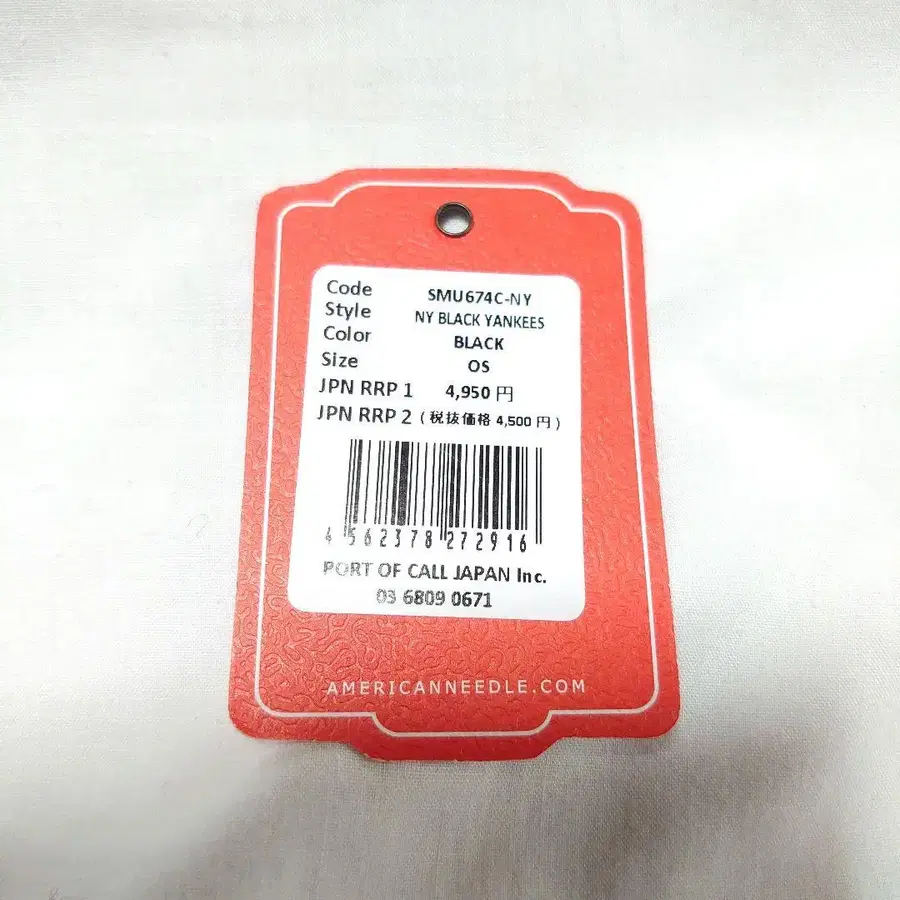 Code SMU674C-NY
Style NY BLACK YANKEES
Color BLACK
Size OS
JPN RRP 1 4,950 円
JPN RRP 2 (税抜価格 4,500 円)
4 562378 272916
PORT OF CALL JAPAN Inc.
03 6809 0671
AMERICANNEEDLE.COM